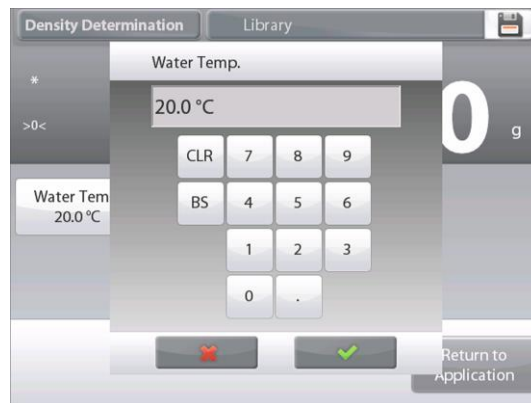 Density Determination
Library
Water Temp.
*
20.0 °C
>0<
0
g
CLR 7 8 9
Water Tem
20.0 °C
BS 4 5 6
1 2 3
0 .
Return to
Application